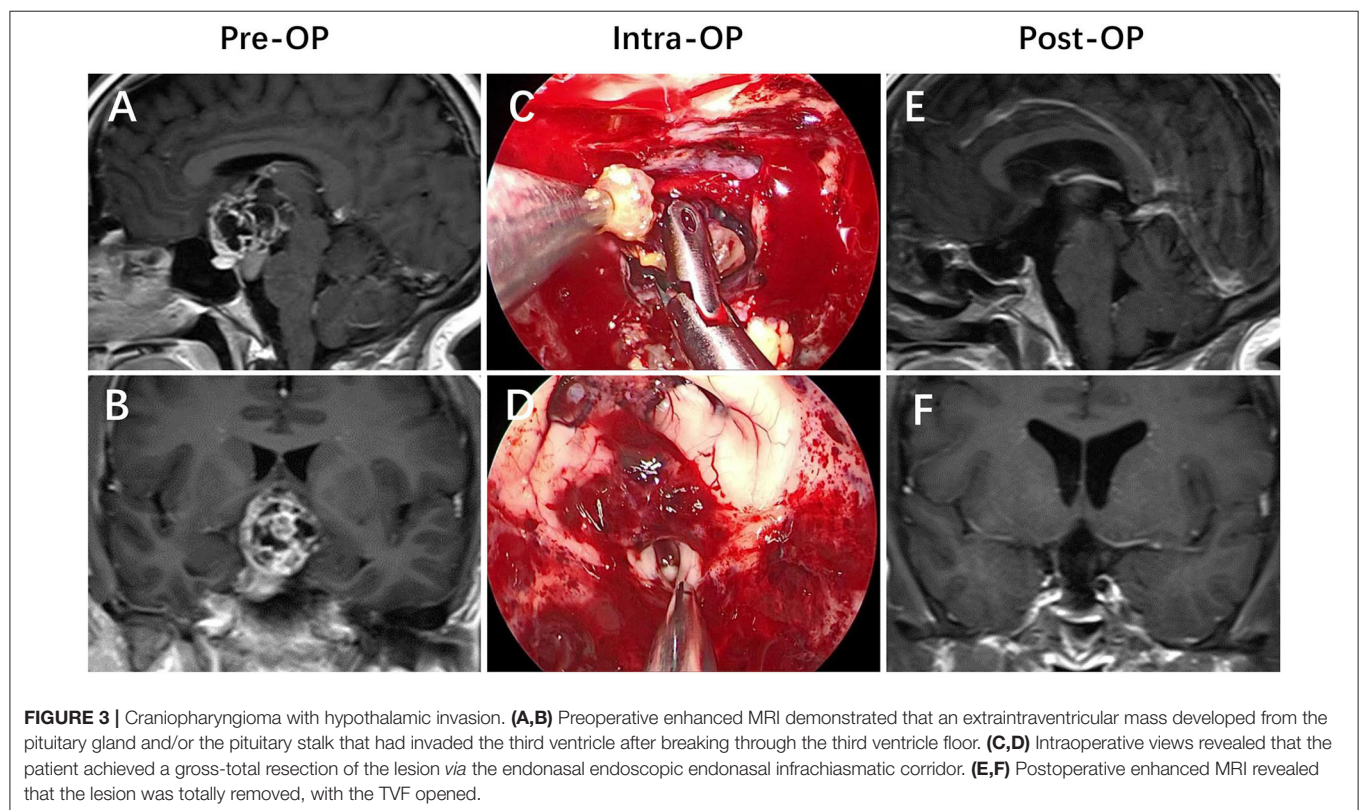 Pre-OP Intra-OP Post-OP
A C E
B D F
FIGURE 3 | Craniopharyngioma with hypothalamic invasion. (A,B) Preoperative enhanced MRI demonstrated that an extraintraventricular mass developed from the
pituitary gland and/or the pituitary stalk that had invaded the third ventricle after breaking through the third ventricle floor. (C,D) Intraoperative views revealed that the
patient achieved a gross-total resection of the lesion via the endonasal endoscopic endonasal infrachiasmatic corridor. (E,F) Postoperative enhanced MRI revealed
that the lesion was totally removed, with the TVF opened.